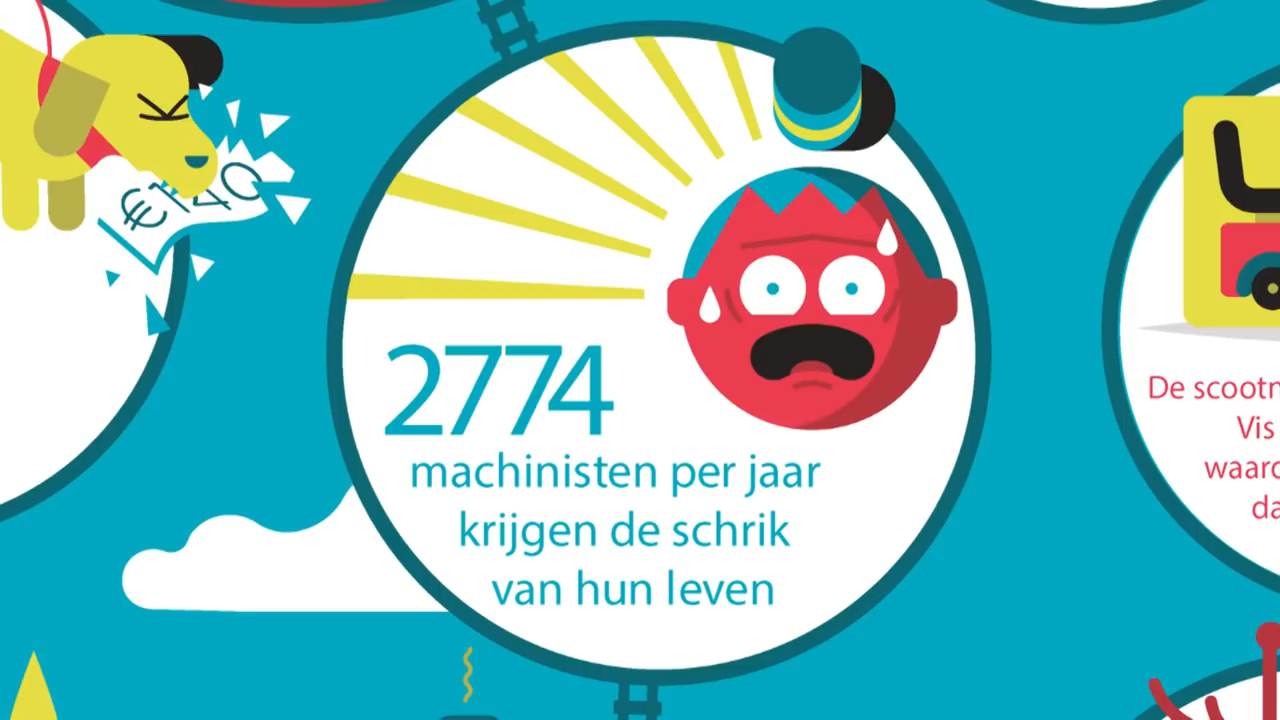 €140
2774
machinisten per jaar
krijgen de schrik
van hun leven
De scootm
Vis
waard
da